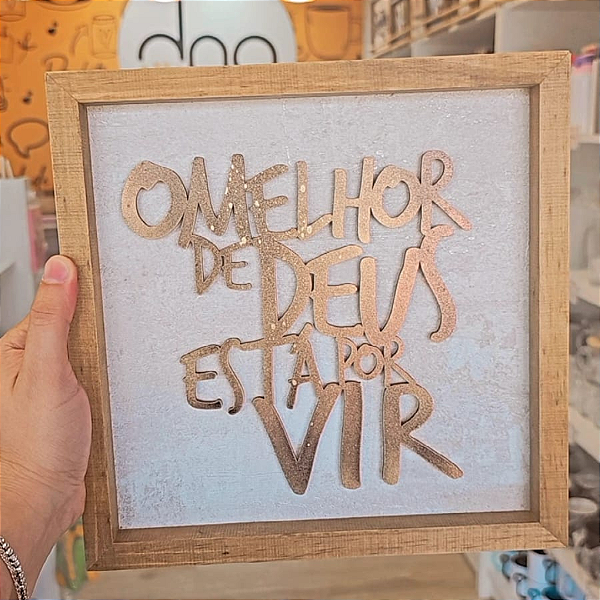 O MELHOR
DE DEUS
ESTÁ POR
VIR